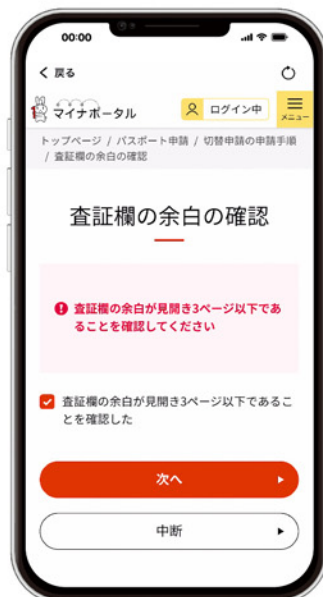 00:00
戻る
マイナポータル
ログイン中
メニュー
トップページ / パスポート申請 / 切替申請の申請手順
/ 査証欄の余白の確認
査証欄の余白の確認
査証欄の余白が見開き3ページ以下であ
ることを確認してください
査証欄の余白が見開き3ページ以下であるこ
とを確認した
次へ
中断